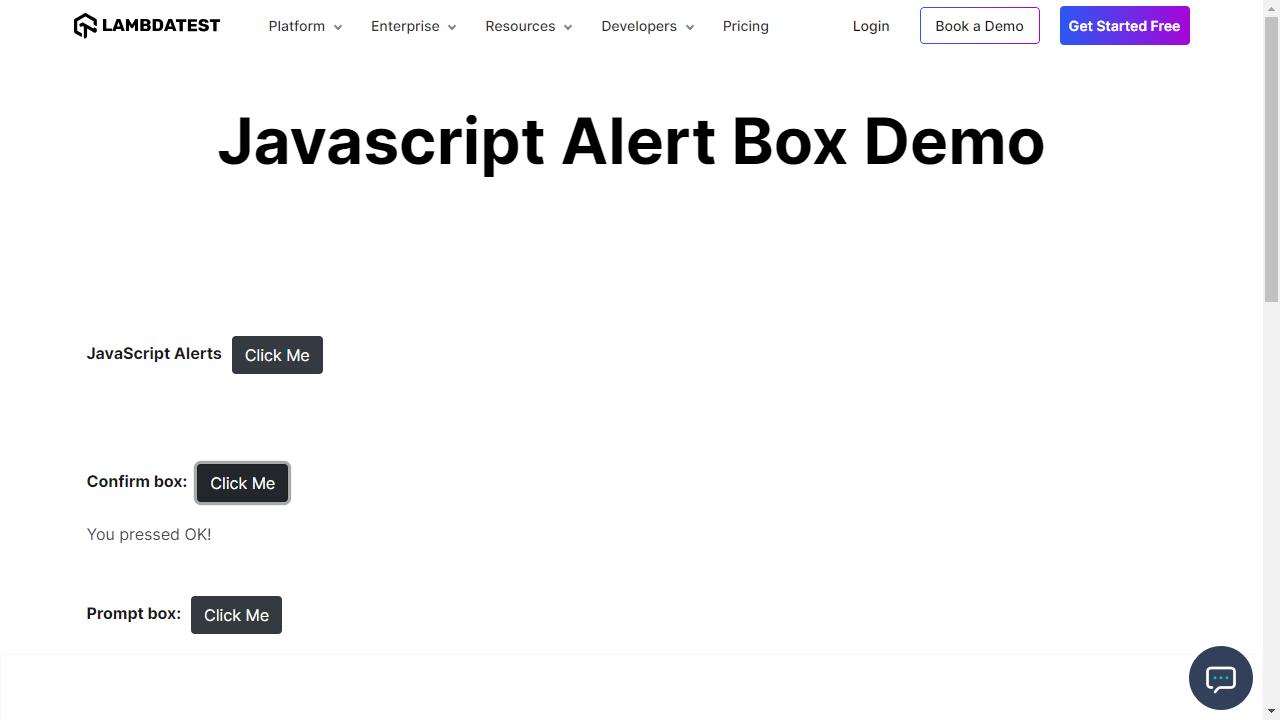 LAMBDATEST Platform Enterprise Resources Developers Pricing Login Book a Demo Get Started Free
Javascript Alert Box Demo
JavaScript Alerts Click Me
Confirm box: Click Me
You pressed OK!
Prompt box: Click Me